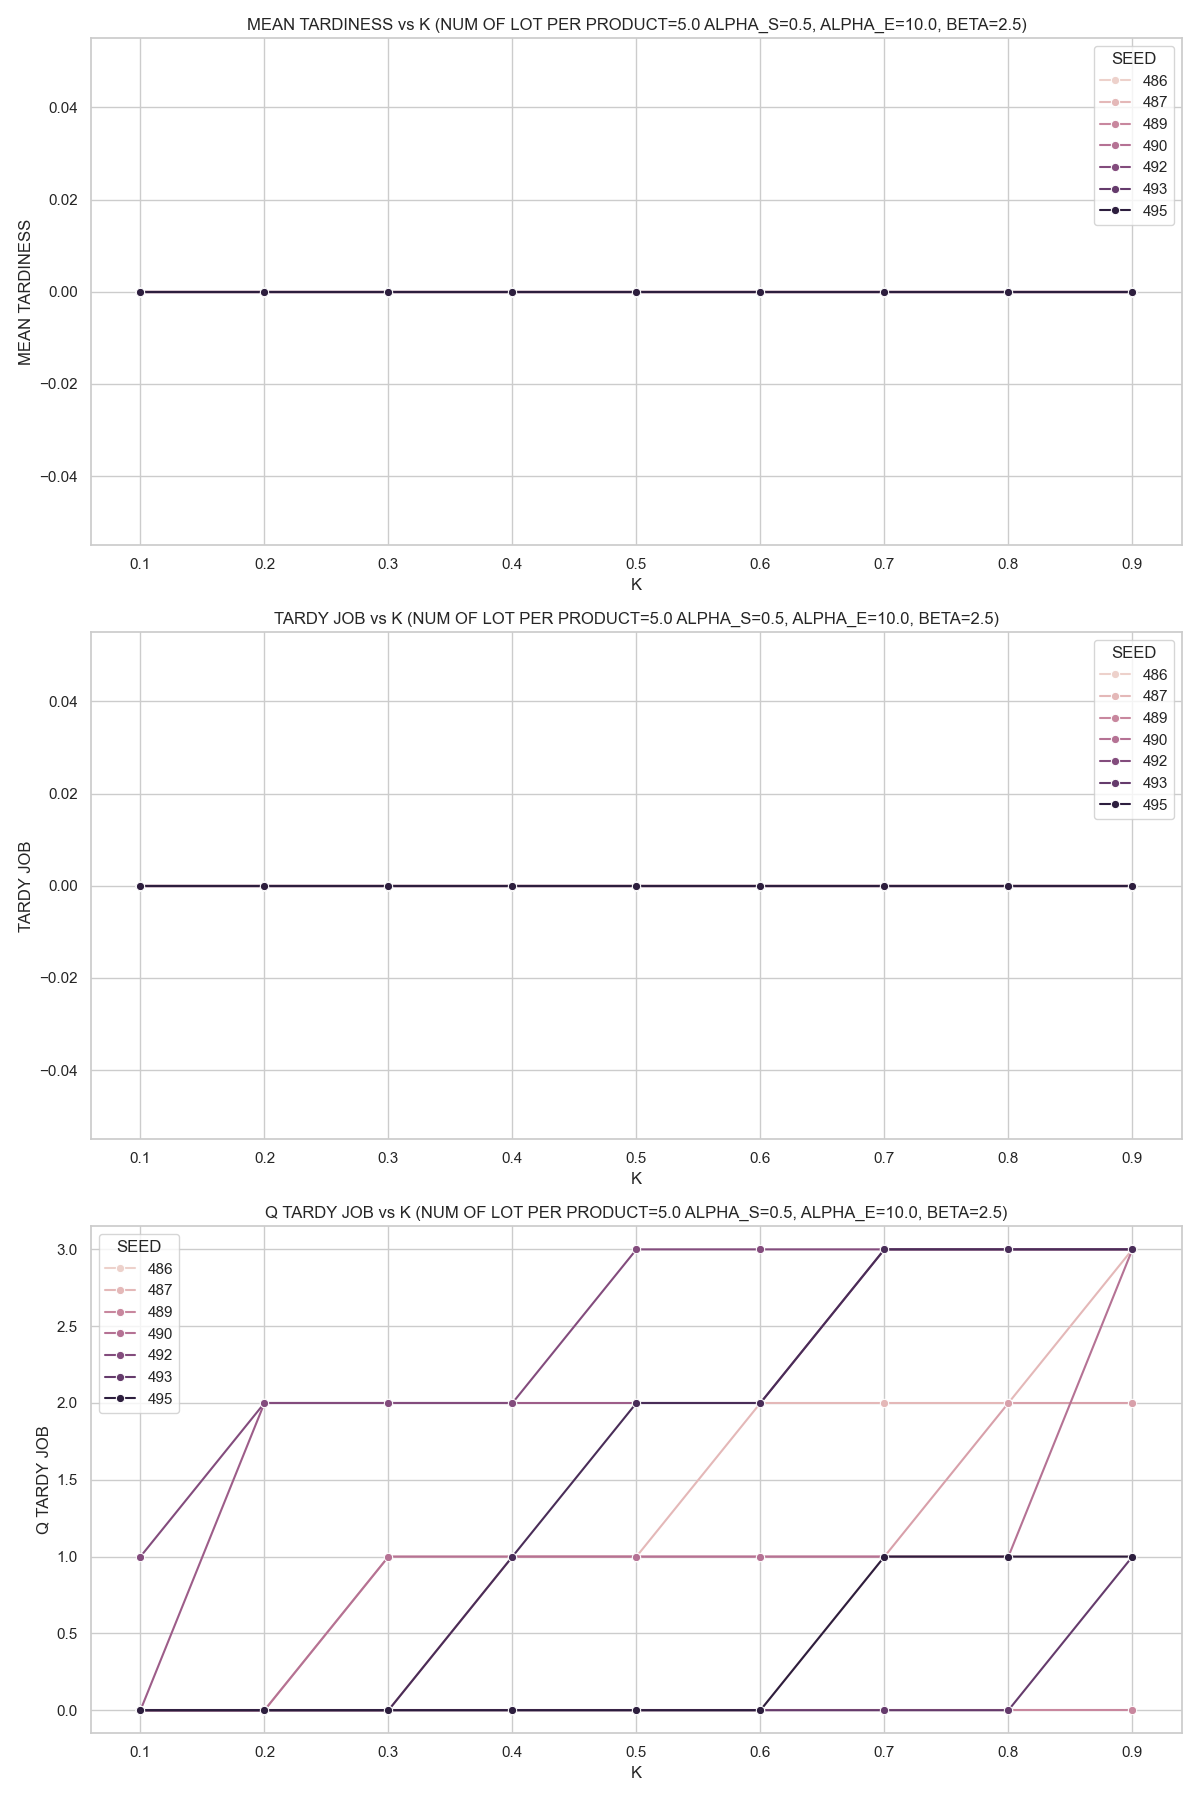 MEAN TARDINESS vs K (NUM OF LOT PER PRODUCT=5.0 ALPHA_S=0.5, ALPHA_E=10.0, BETA=2.5)
MEAN TARDINESS
0.04
0.02
0.00
−0.02
−0.04
SEED
486
487
489
490
492
493
495
0.1 0.2 0.3 0.4 0.5 0.6 0.7 0.8 0.9
K
TARDY JOB vs K (NUM OF LOT PER PRODUCT=5.0 ALPHA_S=0.5, ALPHA_E=10.0, BETA=2.5)
TARDY JOB
0.04
0.02
0.00
−0.02
−0.04
SEED
486
487
489
490
492
493
495
0.1 0.2 0.3 0.4 0.5 0.6 0.7 0.8 0.9
K
Q TARDY JOB vs K (NUM OF LOT PER PRODUCT=5.0 ALPHA_S=0.5, ALPHA_E=10.0, BETA=2.5)
Q TARDY JOB
3.0
2.5
2.0
1.5
1.0
0.5
0.0
SEED
486
487
489
490
492
493
495
0.1 0.2 0.3 0.4 0.5 0.6 0.7 0.8 0.9
K